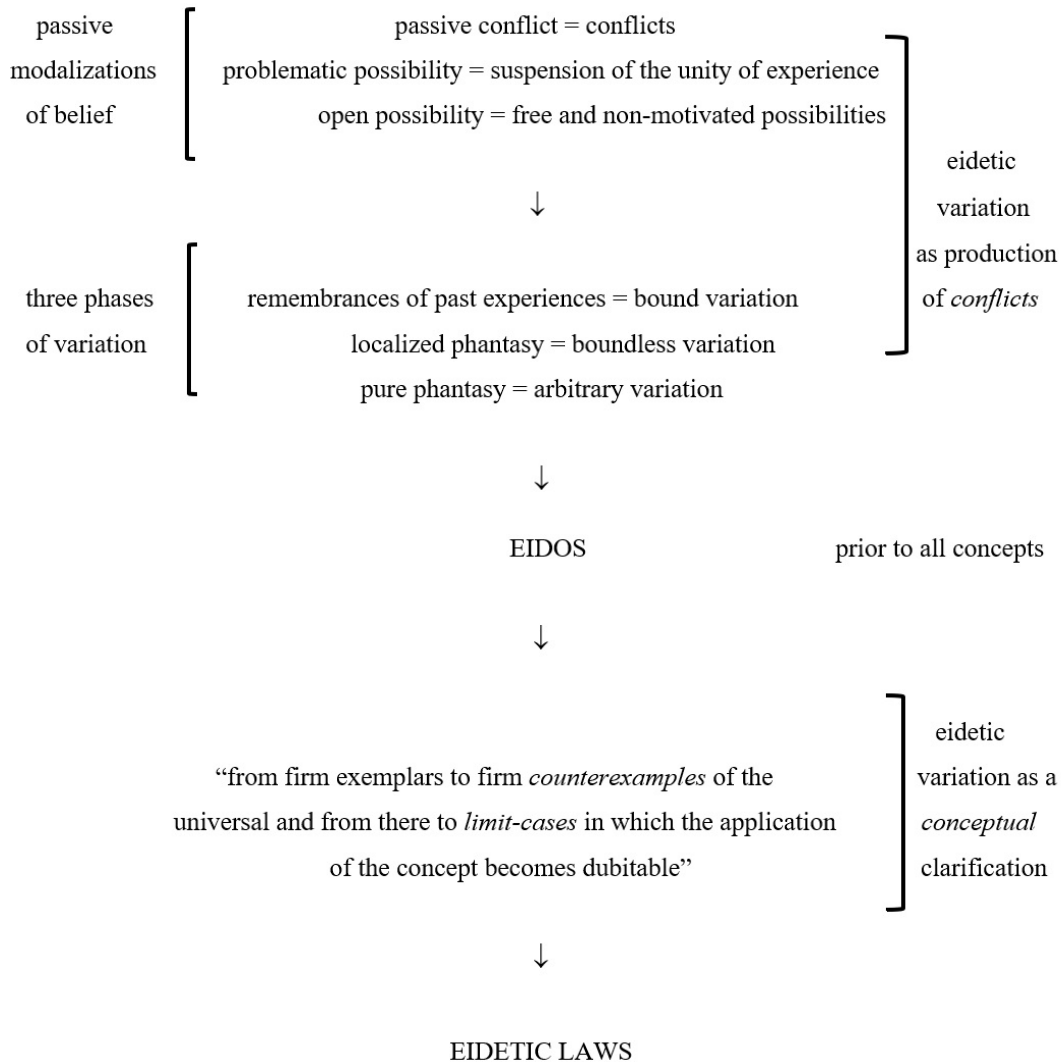 passive
modalizations
of belief
passive conflict = conflicts
problematic possibility = suspension of the unity of experience
open possibility = free and non-motivated possibilities
eidetic
variation
as production
of conflicts
↓
three phases
of variation
remembrances of past experiences = bound variation
localized phantasy = boundless variation
pure phantasy = arbitrary variation
↓
EIDOS
prior to all concepts
↓
“from firm exemplars to firm counterexamples of the
universal and from there to limit-cases in which the application
of the concept becomes dubitable”
eidetic
variation as a
conceptual
clarification
↓
EIDETIC LAWS